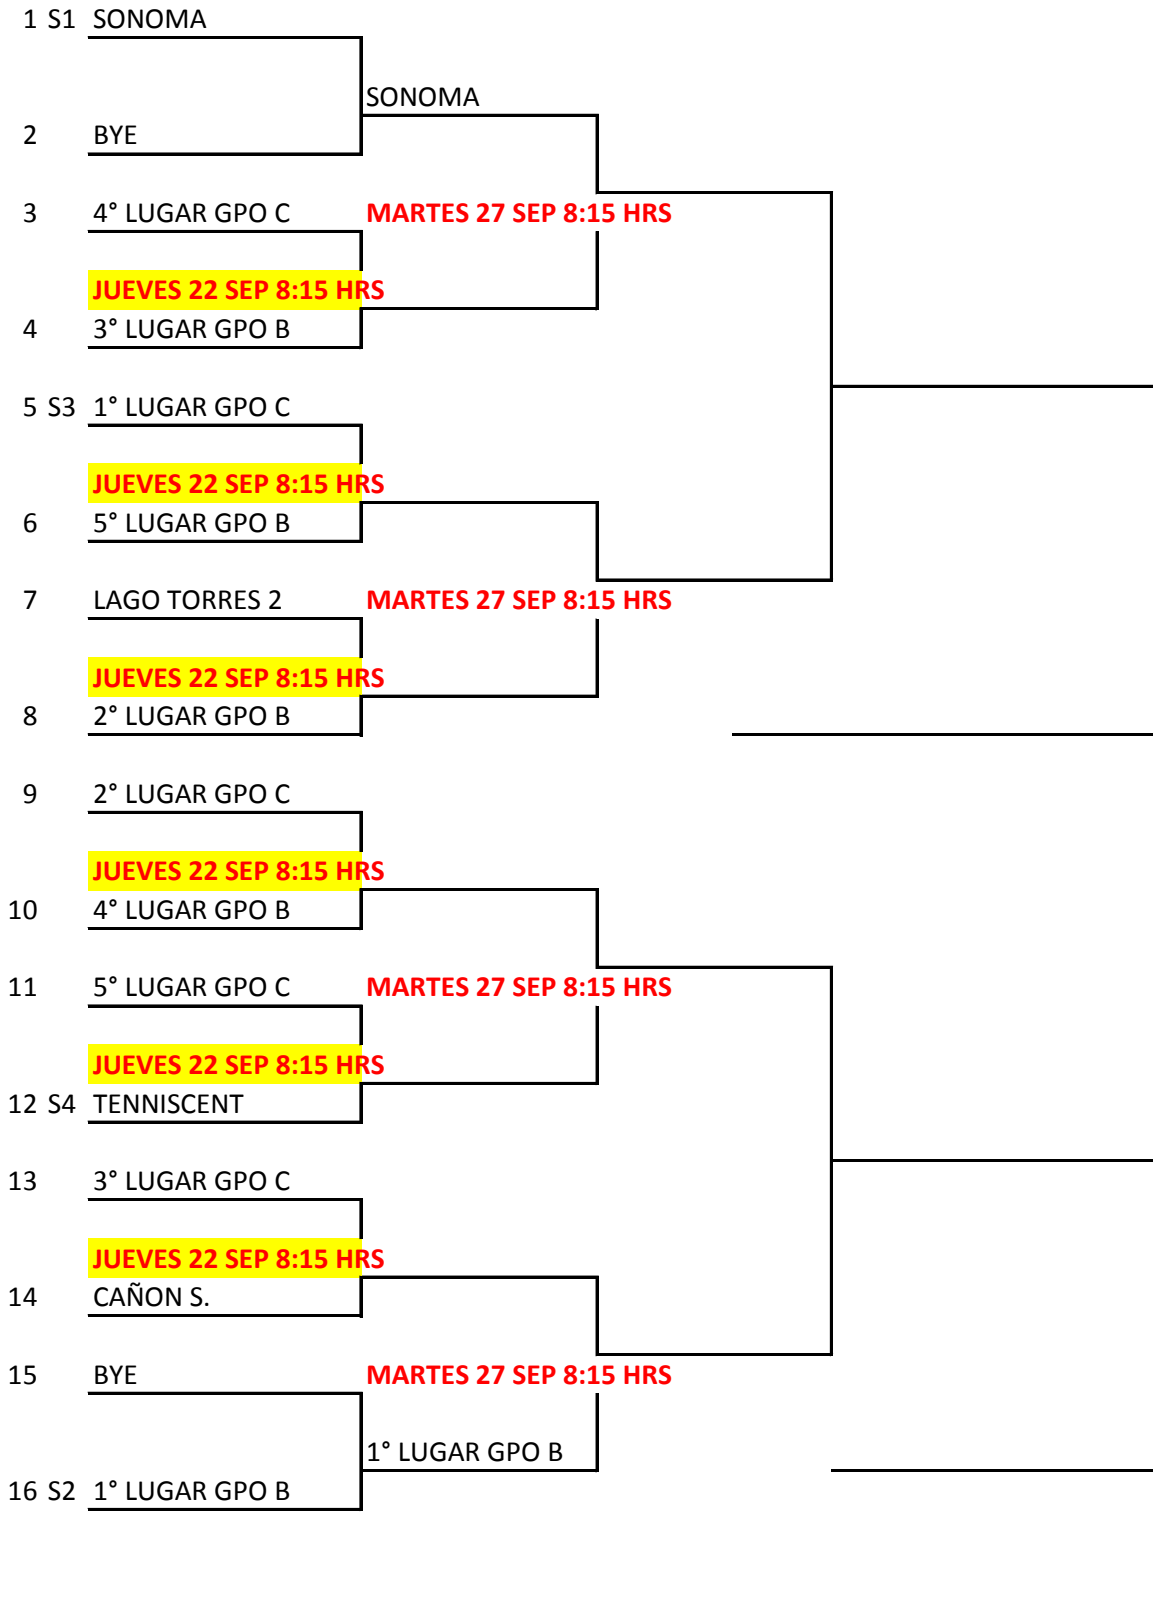 1 S1 SONOMA
SONOMA
2 BYE
3 4° LUGAR GPO C MARTES 27 SEP 8:15 HRS
JUEVES 22 SEP 8:15 HRS
4 3° LUGAR GPO B
5 S3 1° LUGAR GPO C
JUEVES 22 SEP 8:15 HRS
6 5° LUGAR GPO B
7 LAGO TORRES 2 MARTES 27 SEP 8:15 HRS
JUEVES 22 SEP 8:15 HRS
8 2° LUGAR GPO B
9 2° LUGAR GPO C
JUEVES 22 SEP 8:15 HRS
10 4° LUGAR GPO B
11 5° LUGAR GPO C MARTES 27 SEP 8:15 HRS
JUEVES 22 SEP 8:15 HRS
12 S4 TENNISCENT
13 3° LUGAR GPO C
JUEVES 22 SEP 8:15 HRS
14 CAÑON S.
15 BYE MARTES 27 SEP 8:15 HRS
1° LUGAR GPO B
16 S2 1° LUGAR GPO B